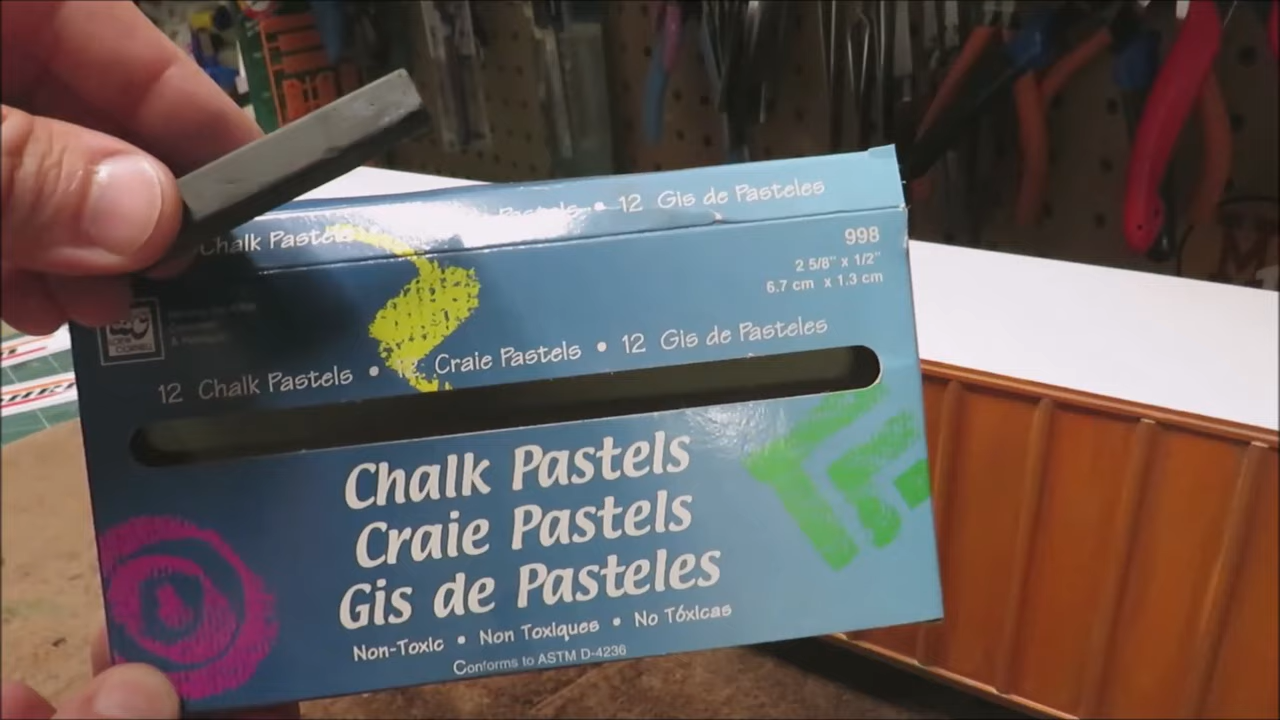 Chalk Pastels Pastels • 12 Gis de Pasteles
998
2 5/8" x 1/2"
6.7 cm x 1.3 cm
12 Chalk Pastels • 12 Craie Pastels • 12 Gis de Pasteles
Chalk Pastels
Craie Pastels
Gis de Pasteles
Non-Toxic • Non Toxiques • No Tóxicas
Conforms to ASTM D-4236